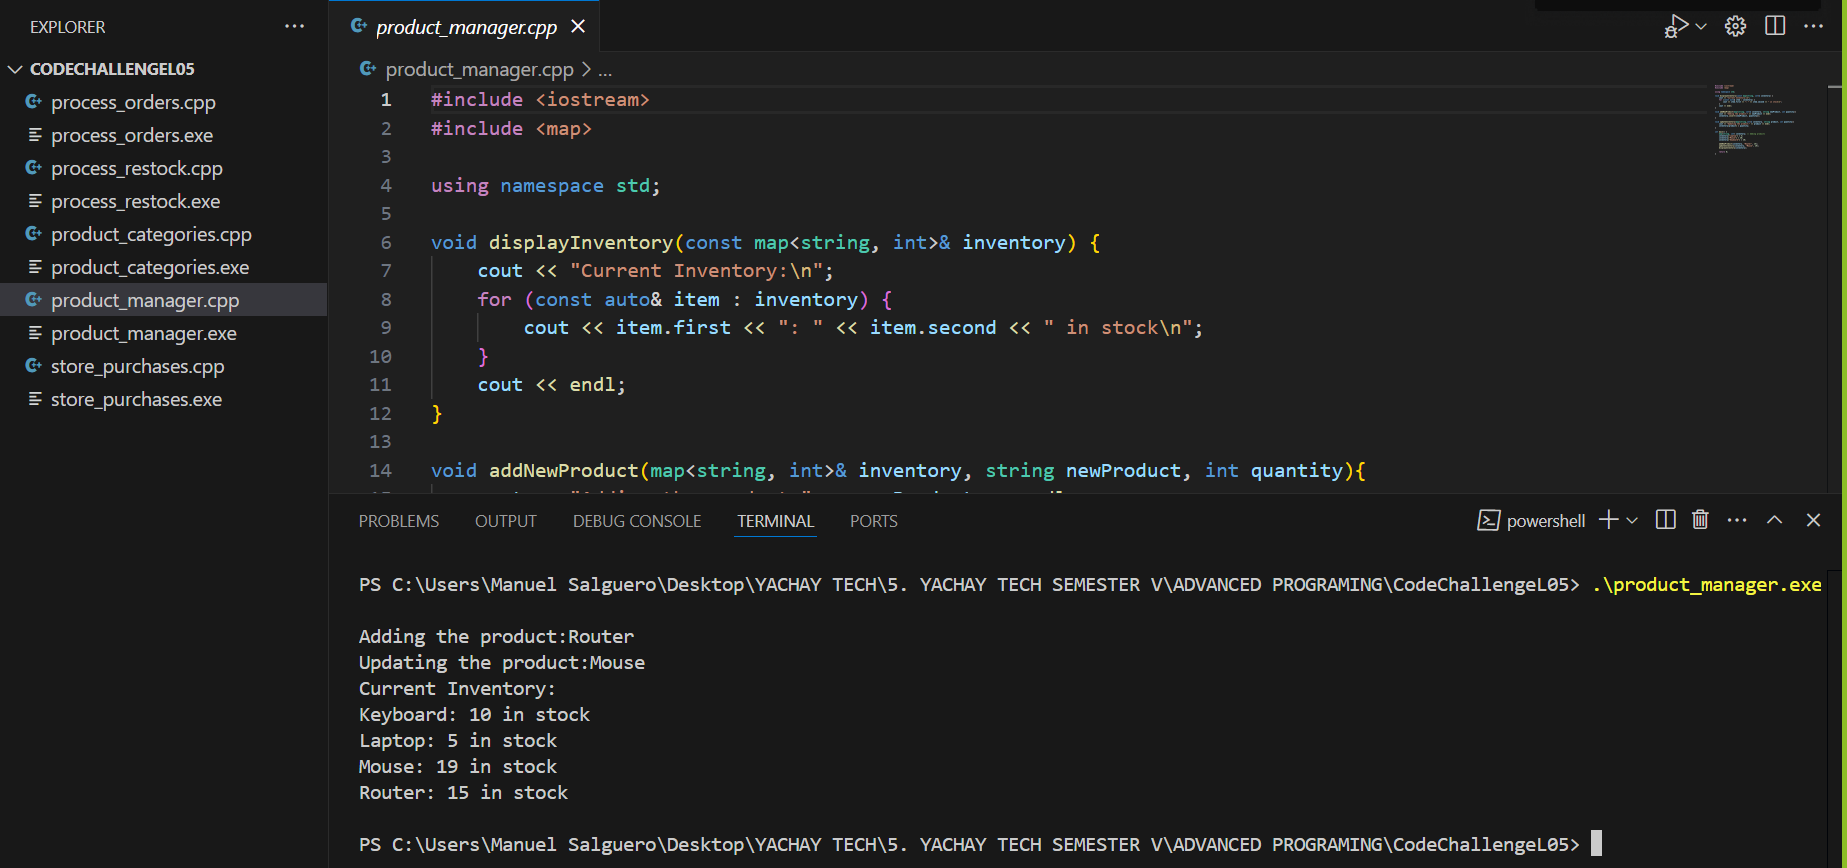 EXPLORER
CODECHALLENGEL05
process_orders.cpp
process_orders.exe
process_restock.cpp
process_restock.exe
product_categories.cpp
product_categories.exe
product_manager.cpp
product_manager.exe
store_purchases.cpp
store_purchases.exe
product_manager.cpp
product_manager.cpp > ...
1 #include <iostream>
2 #include <map>
3
4 using namespace std;
5
6 void displayInventory(const map<string, int>& inventory) {
7 cout << "Current Inventory:\n";
8 for (const auto& item : inventory) {
9 cout << item.first << ": " << item.second << " in stock\n";
10 }
11 cout << endl;
12 }
13
14 void addNewProduct(map<string, int>& inventory, string newProduct, int quantity){
PROBLEMS OUTPUT DEBUG CONSOLE TERMINAL PORTS powershell
PS C:\Users\Manuel Salguero\Desktop\YACHAY TECH\5. YACHAY TECH SEMESTER V\ADVANCED PROGRAMING\CodeChallengeL05> .\product_manager.exe
Adding the product:Router
Updating the product:Mouse
Current Inventory:
Keyboard: 10 in stock
Laptop: 5 in stock
Mouse: 19 in stock
Router: 15 in stock
PS C:\Users\Manuel Salguero\Desktop\YACHAY TECH\5. YACHAY TECH SEMESTER V\ADVANCED PROGRAMING\CodeChallengeL05>